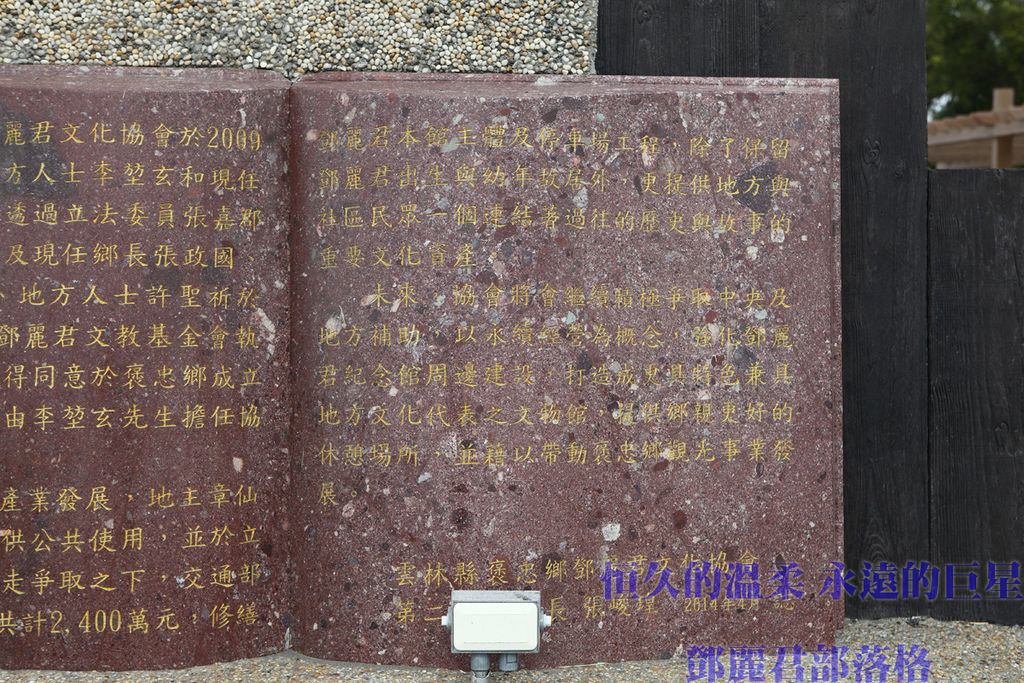 麗君文化協會於2009
方人士李堃玄和現任
透過立法委員張嘉郡
及現任鄉長張政國、
、地方人士許聖祈於
鄧麗君文教基金會執
得同意於褒忠鄉成立
由李堃玄先生擔任協
產業發展，地主章仙
供公共使用，並於立
走爭取之下，交通部
共計2,400萬元，修繕
鄧麗君本館主體及停車場工程，除了保留
鄧麗君出生與幼年故居外，更提供地方與
社區民眾一個連結著過往的歷史與故事的
重要文化資產。
未來，協會將會繼續積極爭取中央及
地方補助，以永續經營為概念，強化鄧麗
君紀念館周邊建設，打造成更具特色兼具
地方文化代表之文物館，提供鄉親更好的
休憩場所，並藉以帶動褒忠鄉觀光事業發
展。
雲林縣褒忠鄉鄧麗君文化協會
第二 長 張峻 2014年4月
恒久的溫柔 永遠的巨星
鄧麗君部落格